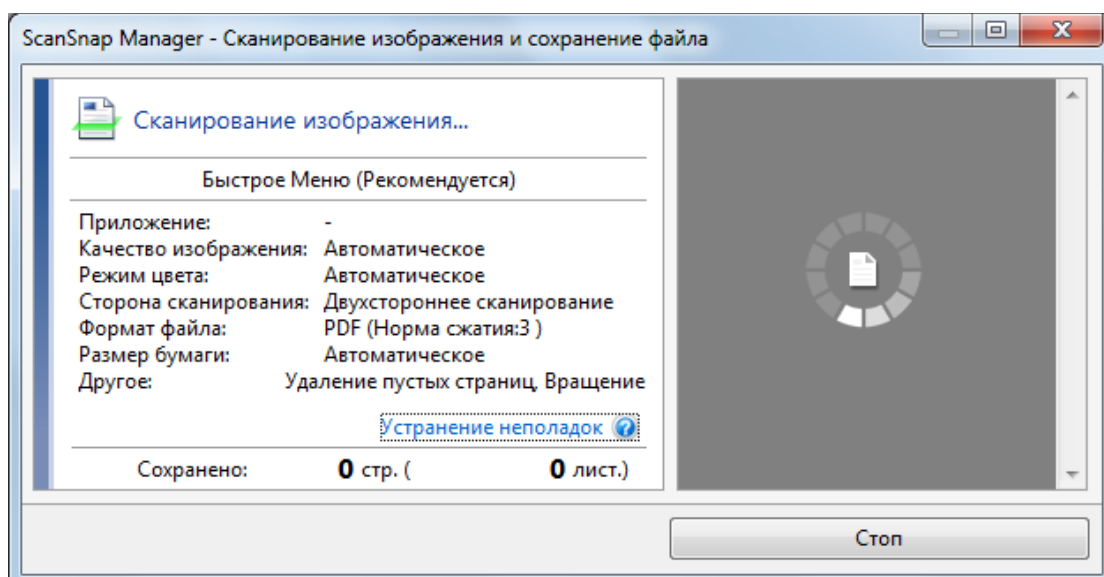 ScanSnap Manager - Сканирование изображения и сохранение файла
Сканирование изображения...
Быстрое Меню (Рекомендуется)
Приложение: -
Качество изображения: Автоматическое
Режим цвета: Автоматическое
Сторона сканирования: Двухстороннее сканирование
Формат файла: PDF (Норма сжатия:3 )
Размер бумаги: Автоматическое
Другое: Удаление пустых страниц, Вращение
Устранение неполадок
Сохранено: 0 стр. ( 0 лист.)
Стоп